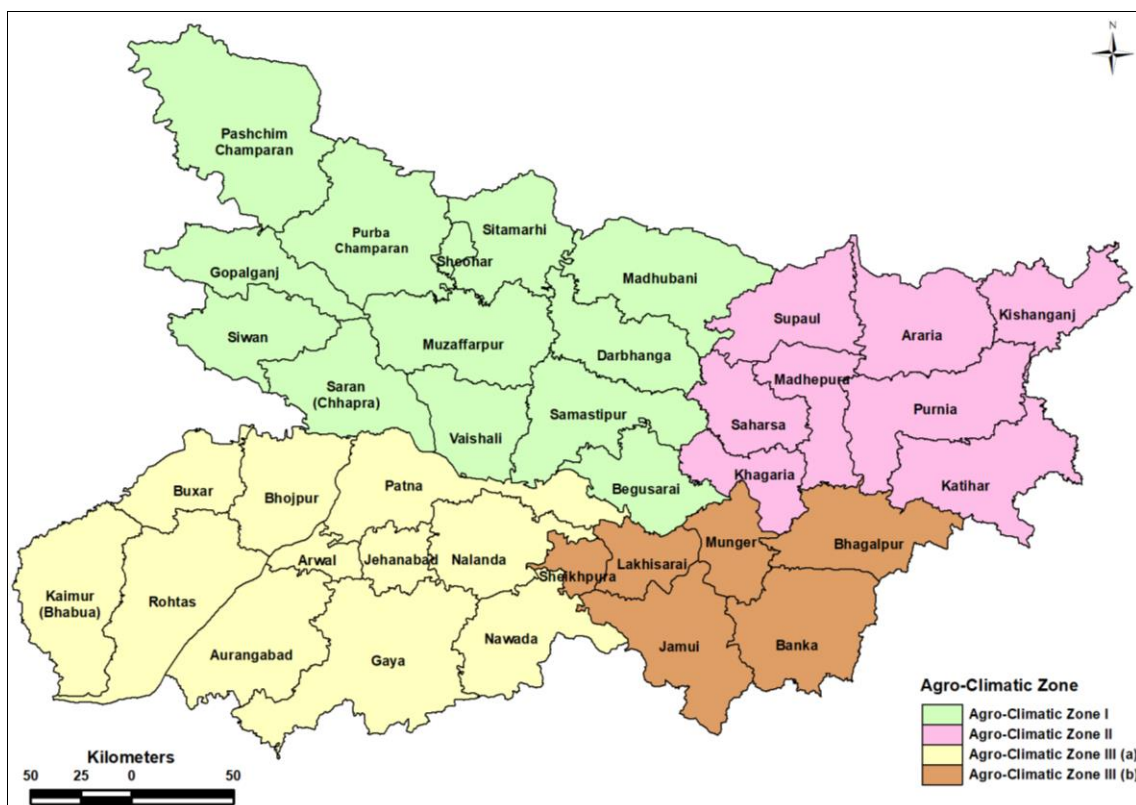 N
Pashchim
Champaran
Purba
Champaran
Sitamarhi
Sheohar
Gopalganj
Madhubani
Siwan
Muzaffarpur
Darbhanga
Supaul
Araria
Kishanganj
Madhepura
Saran
(Chhapra)
Vaishali
Samastipur
Saharsa
Purnia
Begusarai
Khagaria
Katihar
Buxar
Bhojpur
Patna
Arwal
Jehanabad
Nalanda
Sheikhpura
Lakhisarai
Munger
Bhagalpur
Kaimur
(Bhabua)
Rohtas
Aurangabad
Gaya
Nawada
Jamui
Banka
Agro-Climatic Zone
Agro-Climatic Zone I
Agro-Climatic Zone II
Agro-Climatic Zone III (a)
Agro-Climatic Zone III (b)
Kilometers
50 25 0 50